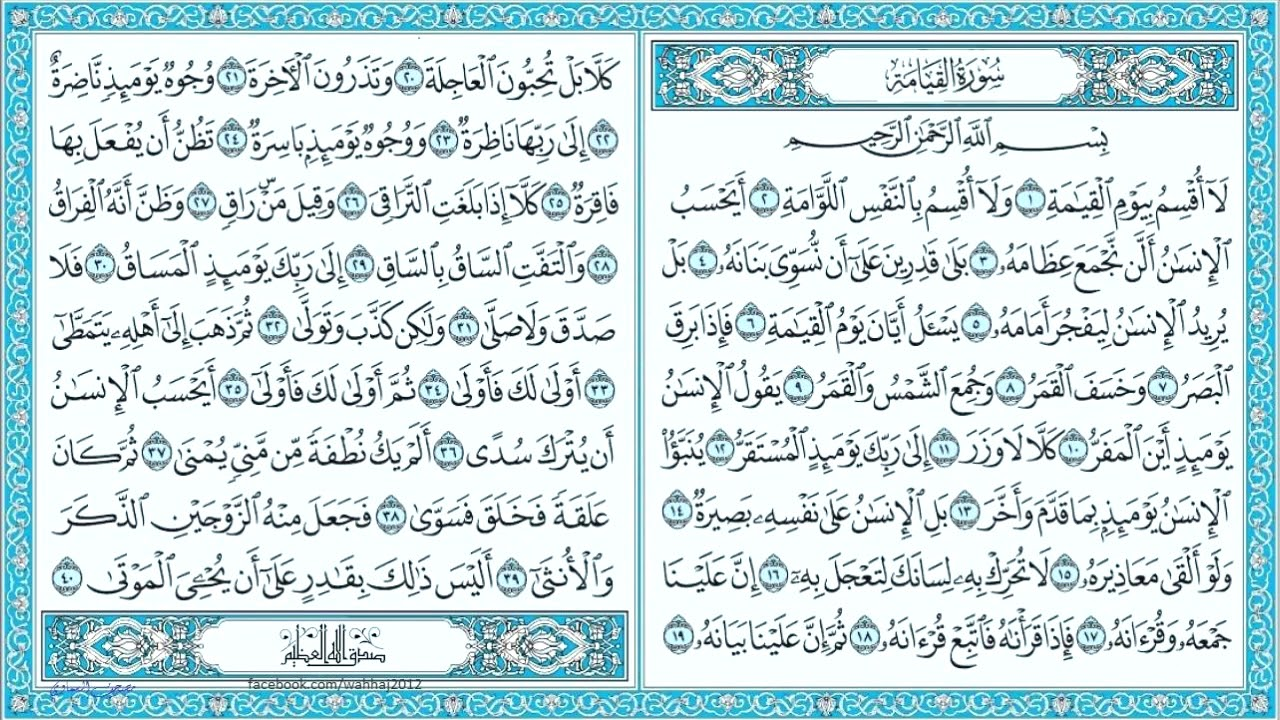 سُورَةُ القِيَامَةِ
بِسْمِ اللَّهِ الرَّحْمَٰنِ الرَّحِيمِ
لَآ أُقْسِمُ بِيَوْمِ ٱلْقِيَٰمَةِ ١ وَلَآ أُقْسِمُ بِٱلنَّفْسِ ٱللَّوَّامَةِ ٢ أَيَحْسَبُ
ٱلْإِنسَٰنُ أَلَّن نَّجْمَعَ عِظَامَهُۥ ٣ بَلَىٰ قَٰدِرِينَ عَلَىٰٓ أَن نُّسَوِّىَ بَنَانَهُۥ ٤ بَلْ
يُرِيدُ ٱلْإِنسَٰنُ لِيَفْجُرَ أَمَامَهُۥ ٥ يَسْـَٔلُ أَيَّانَ يَوْمُ ٱلْقِيَٰمَةِ ٦ فَإِذَا بَرِقَ
ٱلْبَصَرُ ٧ وَخَسَفَ ٱلْقَمَرُ ٨ وَجُمِعَ ٱلشَّمْسُ وَٱلْقَمَرُ ٩ يَقُولُ ٱلْإِنسَٰنُ
يَوْمَئِذٍ أَيْنَ ٱلْمَفَرُّ ١٠ كَلَّا لَا وَزَرَ ١١ إِلَىٰ رَبِّكَ يَوْمَئِذٍ ٱلْمُسْتَقَرُّ ١٢ يُنَبَّؤُا۟
ٱلْإِنسَٰنُ يَوْمَئِذٍۭ بِمَا قَدَّمَ وَأَخَّرَ ١٣ بَلِ ٱلْإِنسَٰنُ عَلَىٰ نَفْسِهِۦ بَصِيرَةٌ ١٤
وَلَوْ أَلْقَىٰ مَعَاذِيرَهُۥ ١٥ لَا تُحَرِّكْ بِهِۦ لِسَانَكَ لِتَعْجَلَ بِهِۦٓ ١٦ إِنَّ عَلَيْنَا
جَمْعَهُۥ وَقُرْءَانَهُۥ ١٧ فَإِذَا قَرَأْنَٰهُ فَٱتَّبِعْ قُرْءَانَهُۥ ١٨ ثُمَّ إِنَّ عَلَيْنَا بَيَانَهُۥ ١٩
كَلَّا بَلْ تُحِبُّونَ ٱلْعَاجِلَةَ ٢٠ وَتَذَرُونَ ٱلْءَاخِرَةَ ٢١ وُجُوهٌ يَوْمَئِذٍ نَّاضِرَةٌ
٢٢ إِلَىٰ رَبِّهَا نَاظِرَةٌ ٢٣ وَوُجُوهٌ يَوْمَئِذٍۭ بَاسِرَةٌ ٢٤ تَظُنُّ أَن يُفْعَلَ بِهَا
فَاقِرَةٌ ٢٥ كَلَّآ إِذَا بَلَغَتِ ٱلتَّرَاقِىَ ٢٦ وَقِيلَ مَنْ رَاقٍ ٢٧ وَظَنَّ أَنَّهُ ٱلْفِرَاقُ
٢٨ وَٱلْتَفَّتِ ٱلسَّاقُ بِٱلسَّاقِ ٢٩ إِلَىٰ رَبِّكَ يَوْمَئِذٍ ٱلْمَسَاقُ ٣٠ فَلَا
صَدَّقَ وَلَا صَلَّىٰ ٣١ وَلَٰكِن كَذَّبَ وَتَوَلَّىٰ ٣٢ ثُمَّ ذَهَبَ إِلَىٰٓ أَهْلِهِۦ يَتَمَطَّىٰٓ
٣٣ أَوْلَىٰ لَكَ فَأَوْلَىٰ ٣٤ ثُمَّ أَوْلَىٰ لَكَ فَأَوْلَىٰٓ ٣٥ أَيَحْسَبُ ٱلْإِنسَٰنُ
أَن يُتْرَكَ سُدًى ٣٦ أَلَمْ يَكُ نُطْفَةً مِّن مَّنِىٍّ يُمْنَىٰ ٣٧ ثُمَّ كَانَ
عَلَقَةً فَخَلَقَ فَسَوَّىٰ ٣٨ فَجَعَلَ مِنْهُ ٱلزَّوْجَيْنِ ٱلذَّكَرَ
وَٱلْأُنثَىٰٓ ٣٩ أَلَيْسَ ذَٰلِكَ بِقَٰدِرٍ عَلَىٰٓ أَن يُحْۦِىَ ٱلْمَوْتَىٰ ٤٠
صدق الله العظيم
facebook.com/wahhaj2012